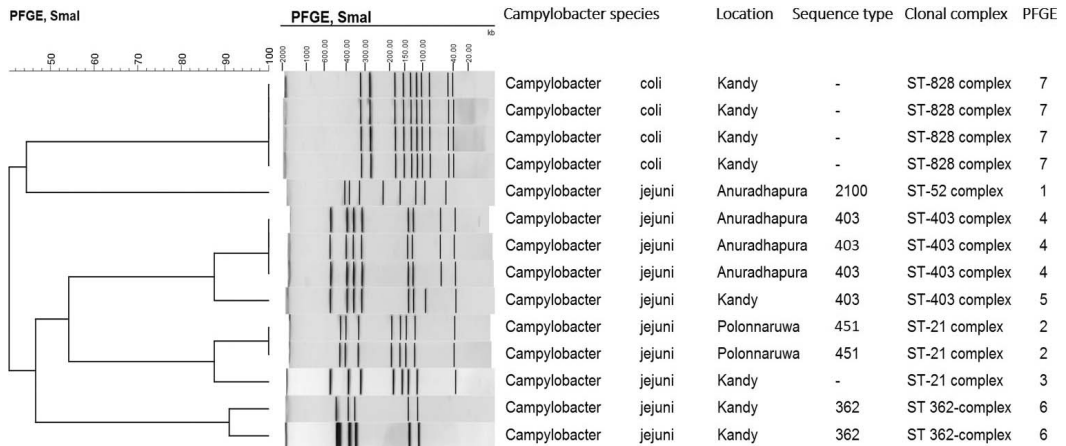 PFGE, SmaI PFGE, SmaI Campylobacter species Location Sequence type Clonal complex PFGE
50 60 70 80 90 100 2000 1000 600.00 400.00 300.00 200.00 150.00 100.00 40.00 20.00 kb
Campylobacter coli Kandy - ST-828 complex 7
Campylobacter coli Kandy - ST-828 complex 7
Campylobacter coli Kandy - ST-828 complex 7
Campylobacter coli Kandy - ST-828 complex 7
Campylobacter jejuni Anuradhapura 2100 ST-52 complex 1
Campylobacter jejuni Anuradhapura 403 ST-403 complex 4
Campylobacter jejuni Anuradhapura 403 ST-403 complex 4
Campylobacter jejuni Anuradhapura 403 ST-403 complex 4
Campylobacter jejuni Kandy 403 ST-403 complex 5
Campylobacter jejuni Polonnaruwa 451 ST-21 complex 2
Campylobacter jejuni Polonnaruwa 451 ST-21 complex 2
Campylobacter jejuni Kandy - ST-21 complex 3
Campylobacter jejuni Kandy 362 ST 362-complex 6
Campylobacter jejuni Kandy 362 ST 362-complex 6